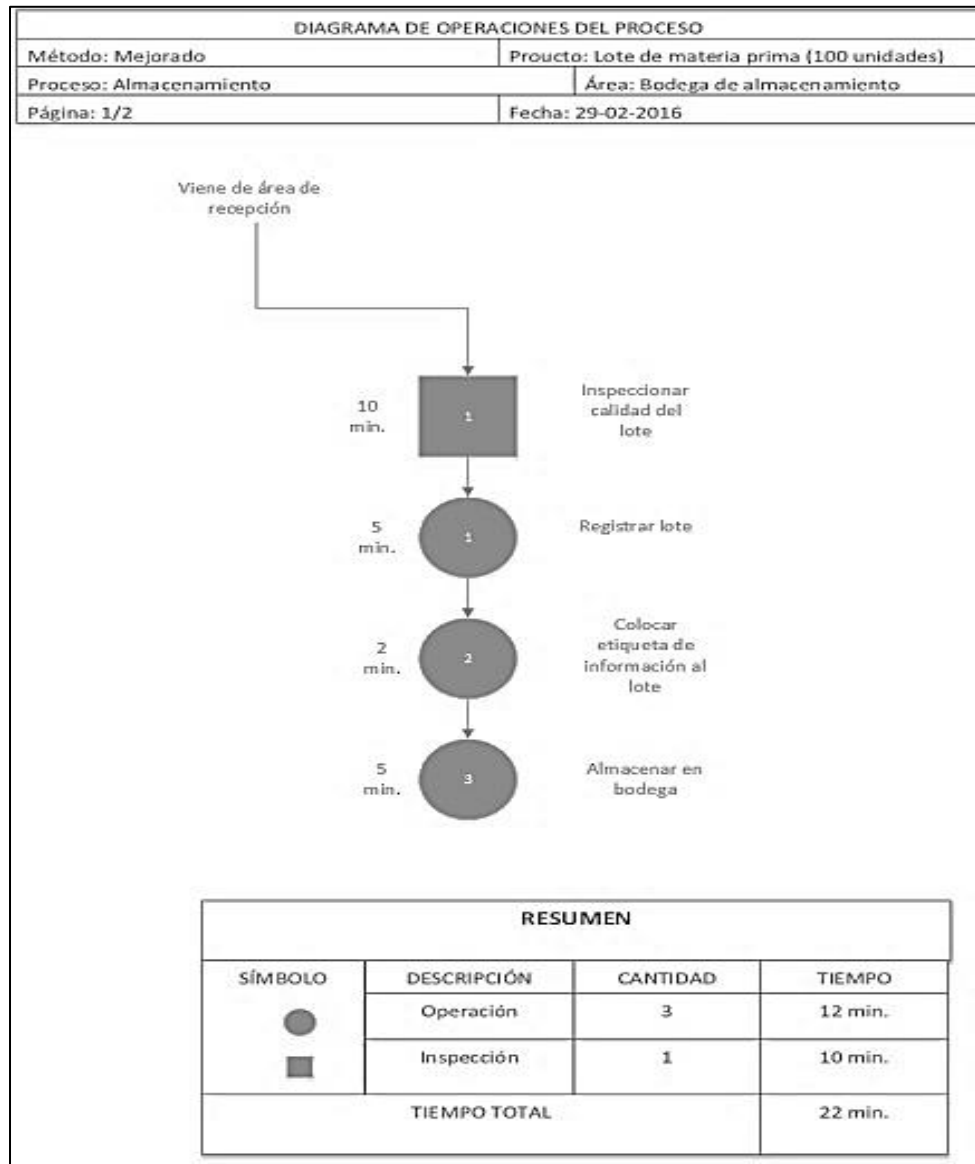 DIAGRAMA DE OPERACIONES DEL PROCESO
Método: Mejorado
Proucto: Lote de materia prima (100 unidades)
Proceso: Almacenamiento
Área: Bodega de almacenamiento
Página: 1/2
Fecha: 29-02-2016
Viene de área de
recepción
10
min.
1
Inspeccionar
calidad del
lote
5
min.
1
Registrar lote
2
min.
2
Colocar
etiqueta de
información al
lote
5
min.
3
Almacenar en
bodega
RESUMEN
SÍMBOLO
DESCRIPCIÓN
CANTIDAD
TIEMPO
Operación
3
12 min.
Inspección
1
10 min.
TIEMPO TOTAL
22 min.